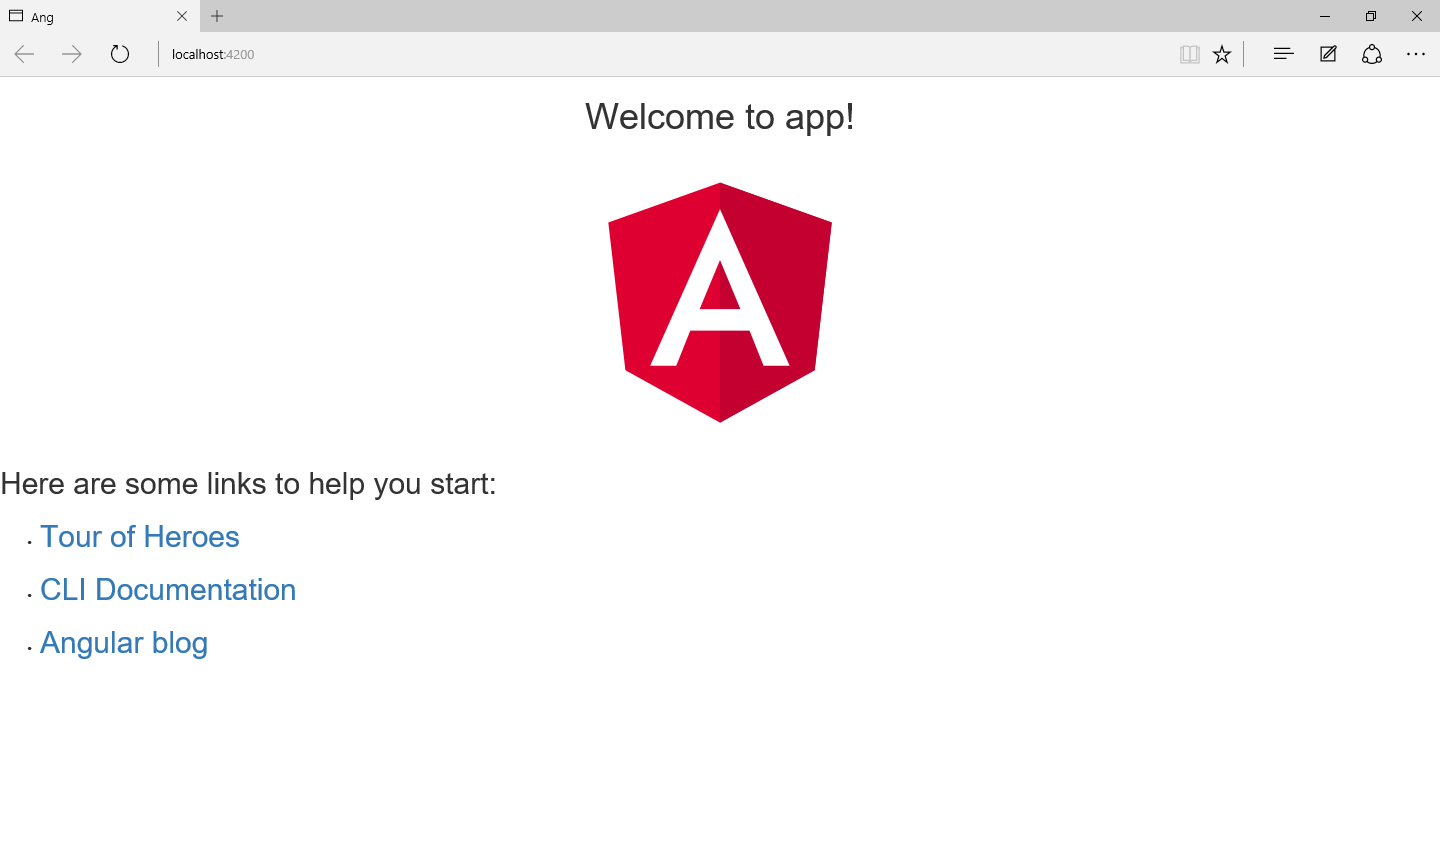 Ang
localhost:4200
Welcome to app!
A
Here are some links to help you start:
Tour of Heroes
CLI Documentation
Angular blog